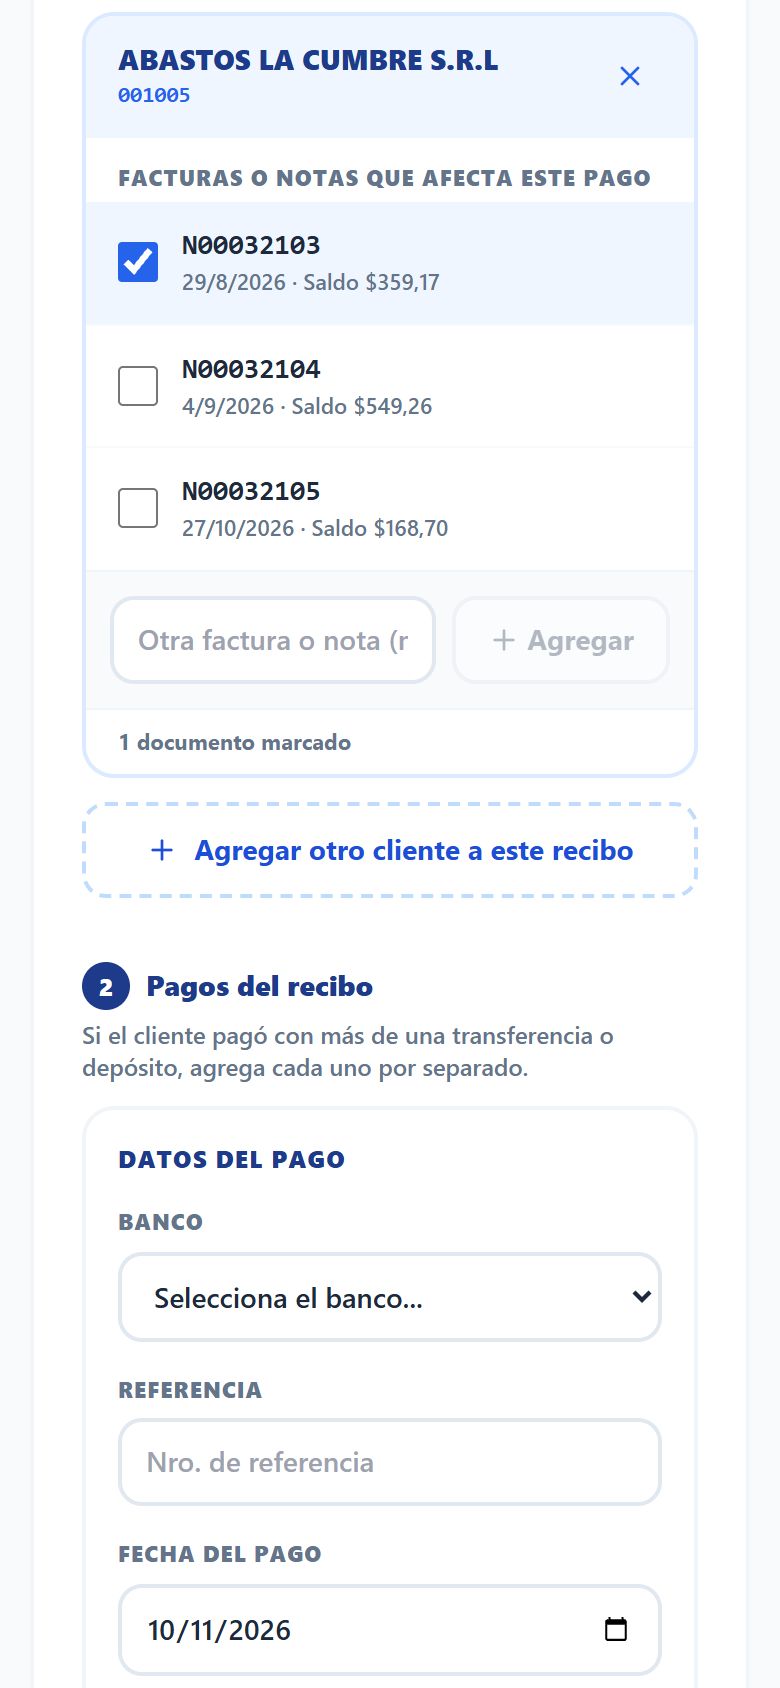 ABASTOS LA CUMBRE S.R.L
001005
FACTURAS O NOTAS QUE AFECTA ESTE PAGO
N00032103
29/8/2026 · Saldo $359,17
N00032104
4/9/2026 · Saldo $549,26
N00032105
27/10/2026 · Saldo $168,70
Otra factura o nota (r
+ Agregar
1 documento marcado
+ Agregar otro cliente a este recibo
2 Pagos del recibo
Si el cliente pagó con más de una transferencia o
depósito, agrega cada uno por separado.
DATOS DEL PAGO
BANCO
Selecciona el banco...
REFERENCIA
Nro. de referencia
FECHA DEL PAGO
10/11/2026